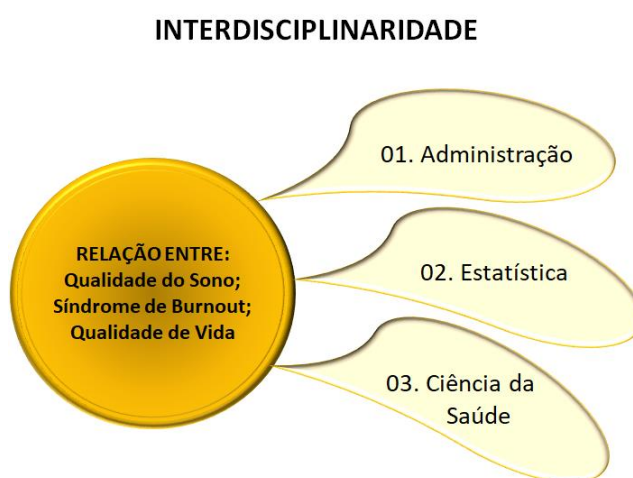 INTERDISCIPLINARIDADE
RELAÇÃO ENTRE:
Qualidade do Sono;
Síndrome de Burnout;
Qualidade de Vida
01. Administração
02. Estatística
03. Ciência da
Saúde